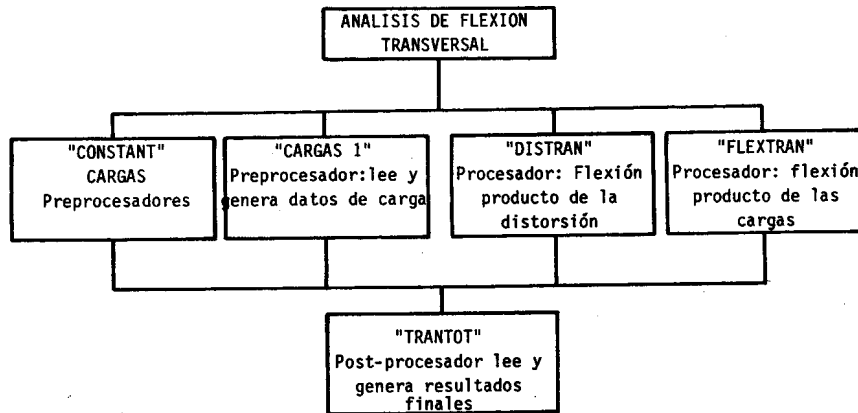 ANALISIS DE FLEXION
TRANSVERSAL
"CONSTANT"
CARGAS
Preprocesadores
"CARGAS 1"
Preprocesador:lee y
genera datos de carga
"DISTRAN"
Procesador: Flexión
producto de la
distorsión
"FLEXTRAN"
Procesador: flexión
producto de las
cargas
"TRANTOT"
Post-procesador lee y
genera resultados
finales